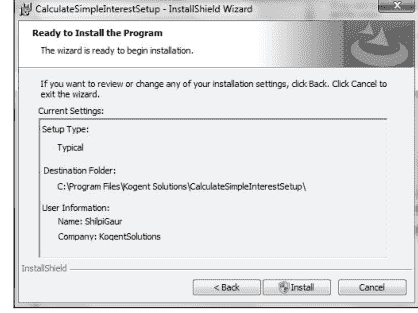 CalculateSimpleInterestSetup - InstallShield Wizard
Ready to Install the Program
The wizard is ready to begin installation.
If you want to review or change any of your installation settings, click Back. Click Cancel to
exit the wizard.
Current Settings:
Setup Type:
Typical
Destination Folder:
C:\Program Files\Kogent Solutions\CalculateSimpleInterestSetup\
User Information:
Name: ShilpiGaur
Company: KogentSolutions
InstallShield
< Back
Install
Cancel